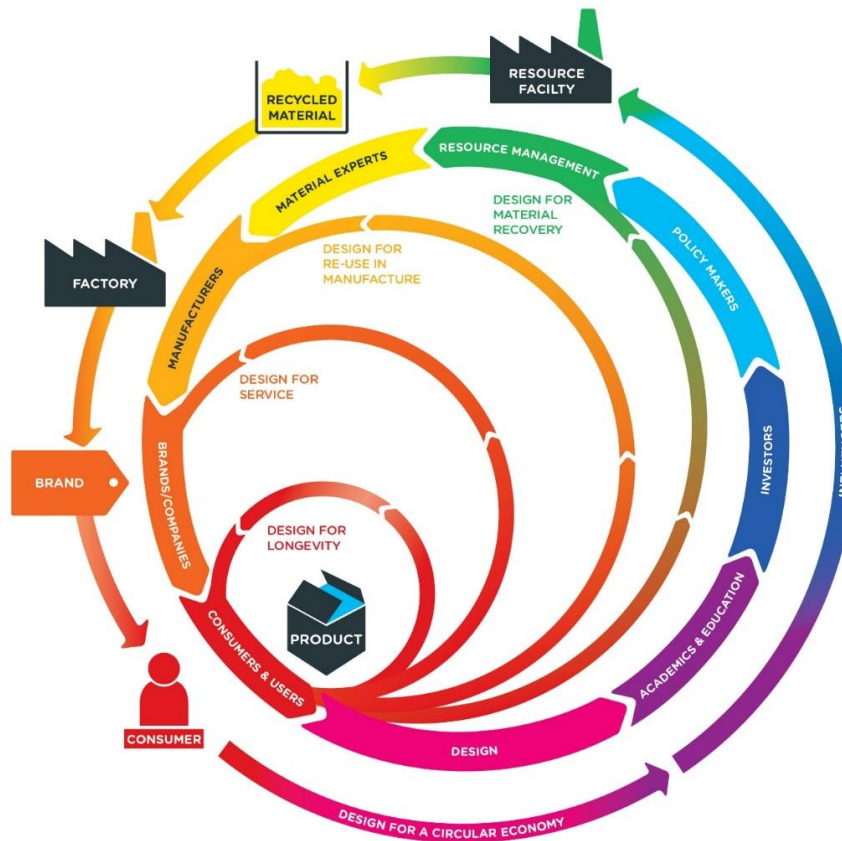 RESOURCE
FACILTY
RECYCLED
MATERIAL
RESOURCE MANAGEMENT
MATERIAL EXPERTS
DESIGN FOR
MATERIAL
RECOVERY
POLICY MAKERS
DESIGN FOR
RE-USE IN
MANUFACTURE
FACTORY
MANUFACTURERS
DESIGN FOR
SERVICE
INVESTORS
BRAND
BRANDS/COMPANIES
DESIGN FOR
LONGEVITY
PRODUCT
CONSUMERS & USERS
ACADEMICS & EDUCATION
CONSUMER
DESIGN
DESIGN FOR A CIRCULAR ECONOMY